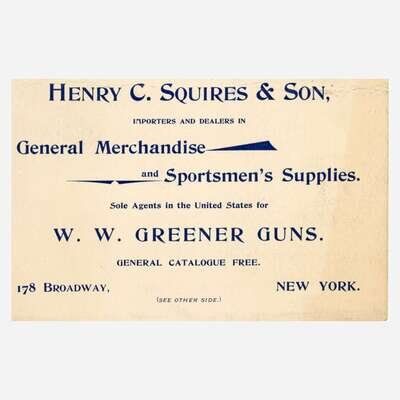 HENRY C. SQUIRES & SON,
IMPORTERS AND DEALERS IN
General Merchandise
and Sportsmen's Supplies.
Sole Agents in the United States for
W. W. GREENER GUNS.
GENERAL CATALOGUE FREE.
178 BROADWAY, NEW YORK.
(SEE OTHER SIDE.)